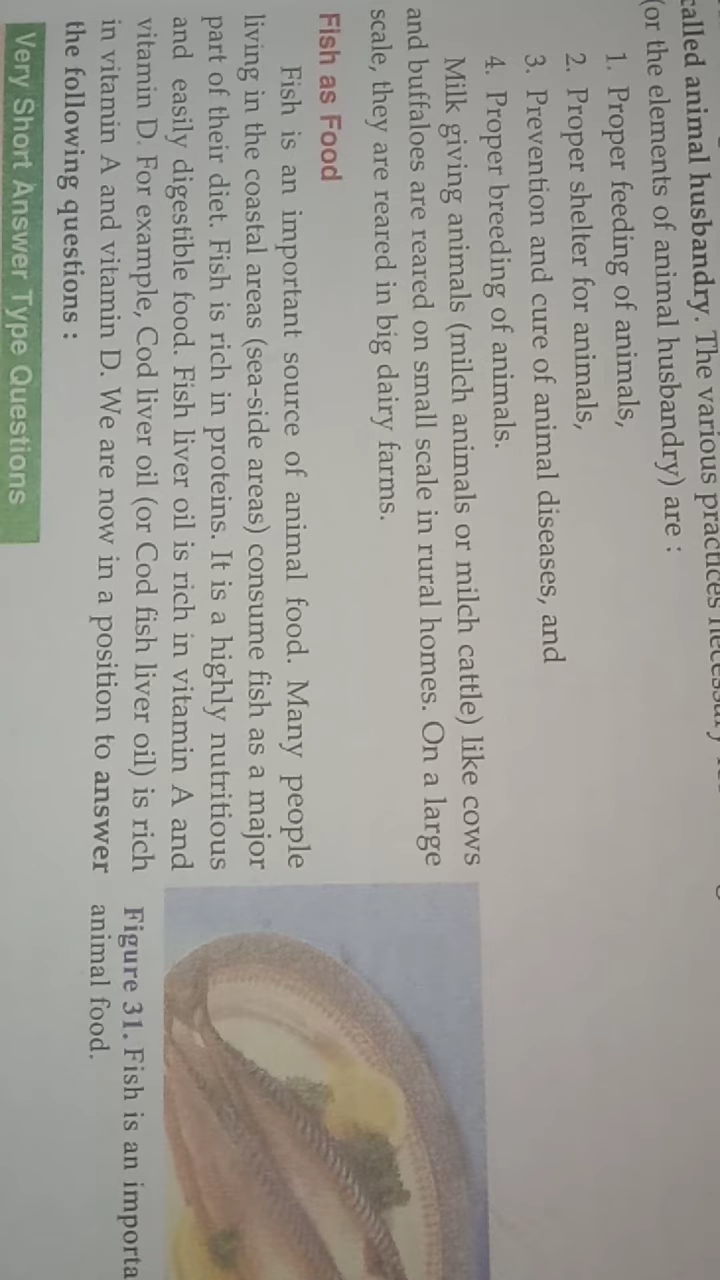 called animal husbandry. The various practices necessary
(or the elements of animal husbandry) are :
1. Proper feeding of animals,
2. Proper shelter for animals,
3. Prevention and cure of animal diseases, and
4. Proper breeding of animals.
Milk giving animals (milch animals or milch cattle) like cows
and buffaloes are reared on small scale in rural homes. On a large
scale, they are reared in big dairy farms.
Fish as Food
Fish is an important source of animal food. Many people
living in the coastal areas (sea-side areas) consume fish as a major
part of their diet. Fish is rich in proteins. It is a highly nutritious
and easily digestible food. Fish liver oil is rich in vitamin A and
vitamin D. For example, Cod liver oil (or Cod fish liver oil) is rich
in vitamin A and vitamin D. We are now in a position to answer
the following questions :
Figure 31. Fish is an importa
animal food.
Very Short Answer Type Questions